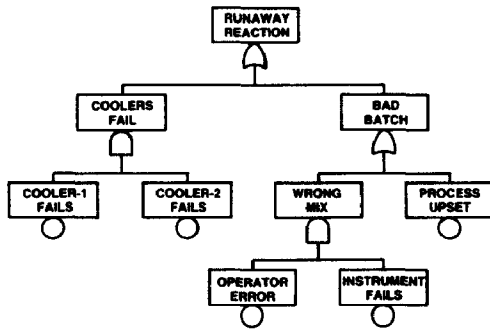 RUNAWAY
REACTION
COOLERS
FAIL
BAD
BATCH
COOLER-1
FAILS
COOLER-2
FAILS
WRONG
MIX
PROCESS
UPSET
OPERATOR
ERROR
INSTRUMENT
FAILS